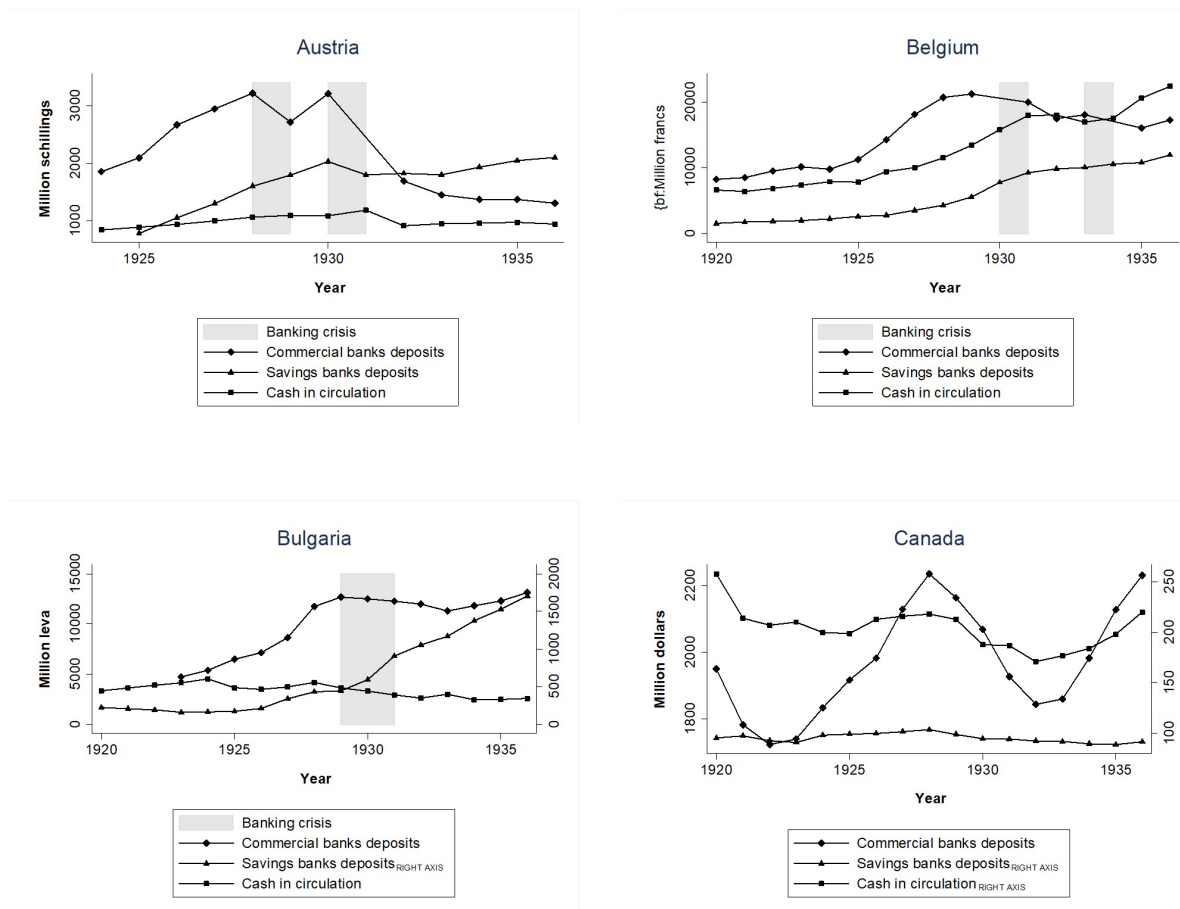 Austria
Million schillings
3000
2000
1000
1925
1930
1935
Year
Banking crisis
Commercial banks deposits
Savings banks deposits
Cash in circulation
Belgium
{bf:Million francs
20000
10000
0
1920
1925
1930
1935
Year
Banking crisis
Commercial banks deposits
Savings banks deposits
Cash in circulation
Bulgaria
Million leva
15000
10000
5000
0
2000
1500
1000
500
0
1920
1925
1930
1935
Year
Banking crisis
Commercial banks deposits
Savings banks deposits RIGHT AXIS
Cash in circulation
Canada
Million dollars
2200
2000
1800
250
200
150
100
1920
1925
1930
1935
Year
Commercial banks deposits
Savings banks deposits RIGHT AXIS
Cash in circulation RIGHT AXIS